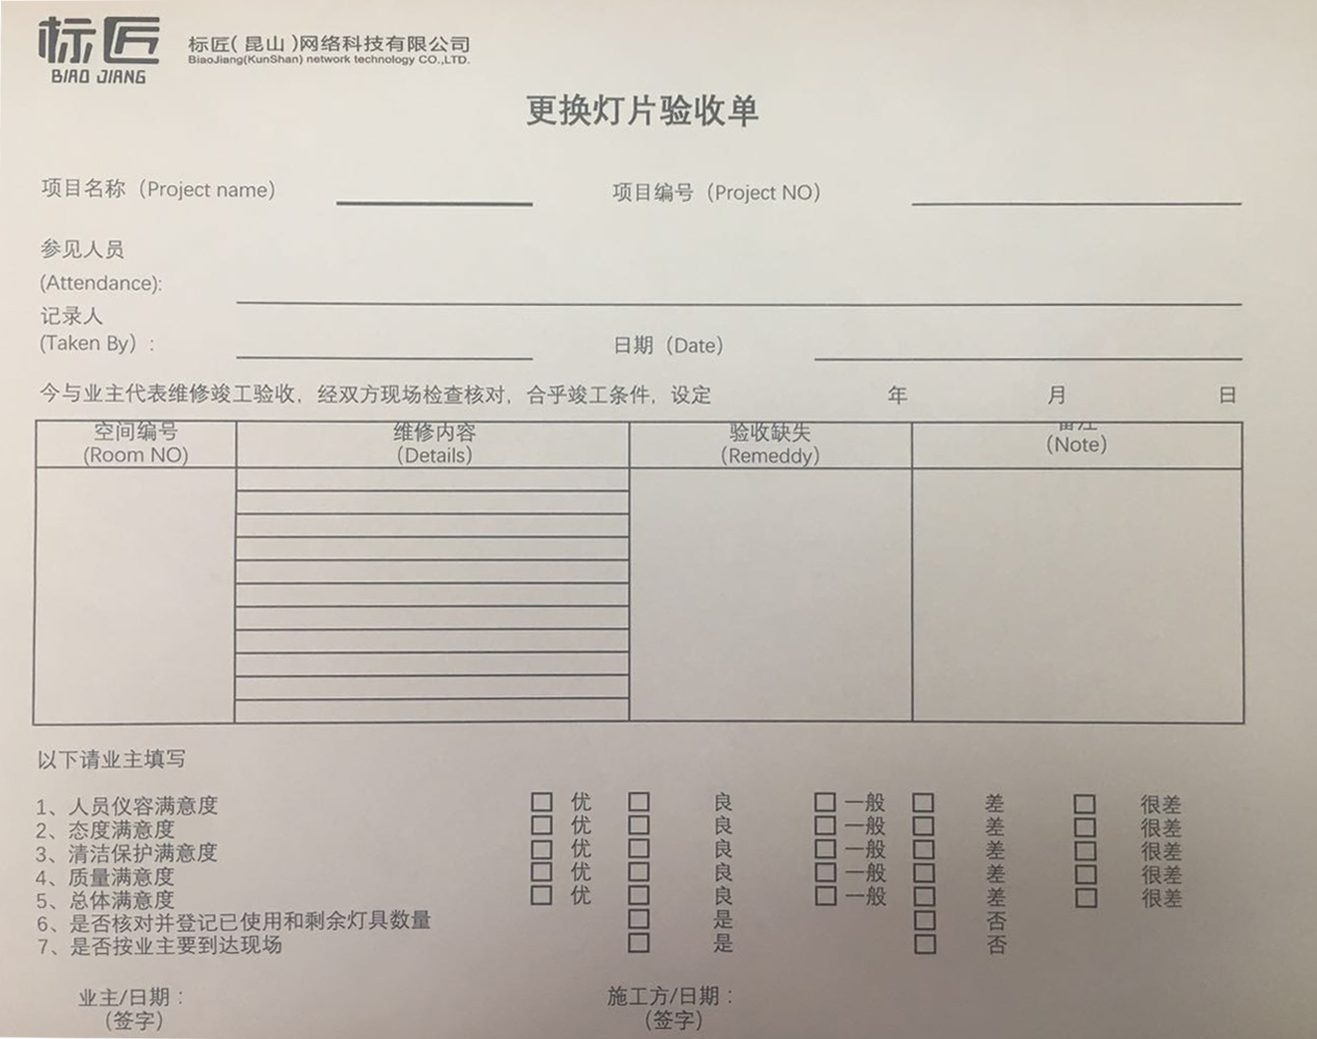 标匠
BIAO JIANG
标匠(昆山)网络科技有限公司
BiaoJiang(KunShan) network technology CO.,LTD.
更换灯片验收单
项目名称（Project name） 项目编号（Project NO）
参见人员
(Attendance):
记录人
(Taken By）: 日期（Date）
今与业主代表维修竣工验收，经双方现场检查核对，合乎竣工条件，设定 年 月 日
空间编号 维修内容 验收缺失 备注
(Room NO) (Details) (Remeddy) (Note)
以下请业主填写
1、人员仪容满意度 □ 优 □ 良 □ 一般 □ 差 □ 很差
2、态度满意度 □ 优 □ 良 □ 一般 □ 差 □ 很差
3、清洁保护满意度 □ 优 □ 良 □ 一般 □ 差 □ 很差
4、质量满意度 □ 优 □ 良 □ 一般 □ 差 □ 很差
5、总体满意度 □ 优 □ 良 □ 一般 □ 差 □ 很差
6、是否核对并登记已使用和剩余灯具数量 □ 是 □ 否
7、是否按业主要到达现场 □ 是 □ 否
业主/日期： 施工方/日期：
(签字) (签字)